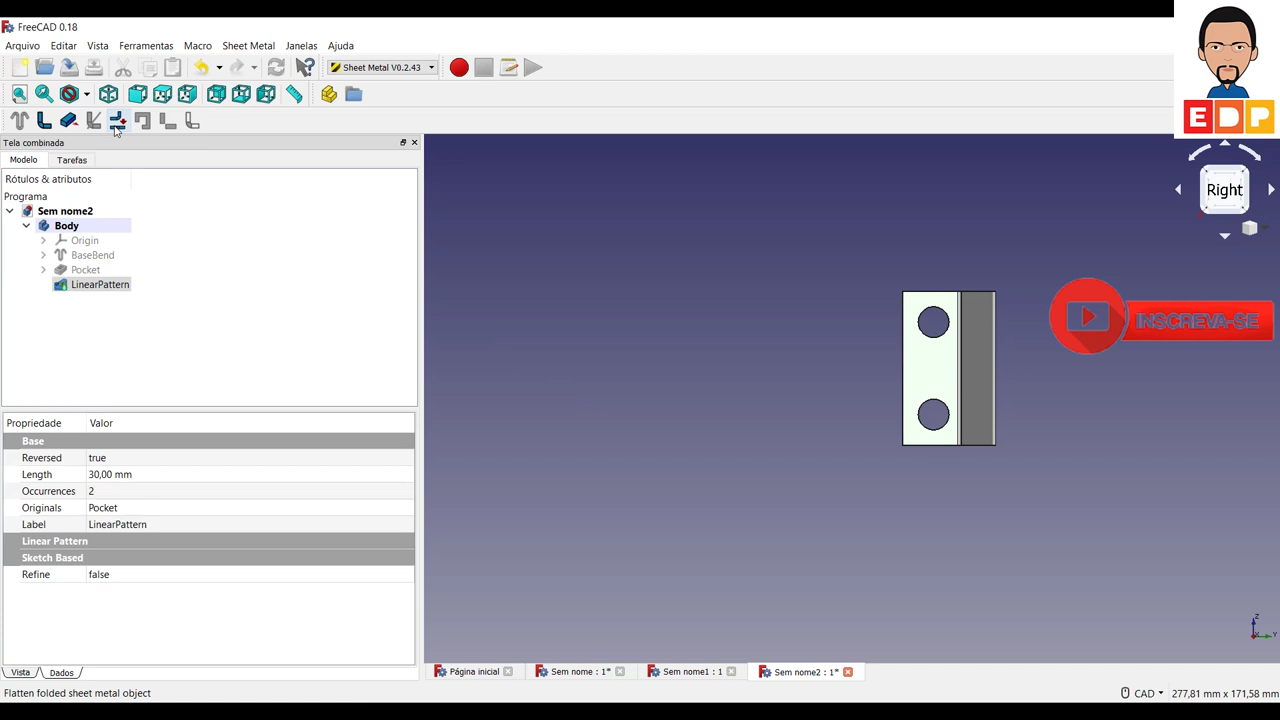 FreeCAD 0.18
Arquivo Editar Vista Ferramentas Macro Sheet Metal Janelas Ajuda
Sheet Metal V0.2.43
EDP
Tela combinada
Modelo Tarefas
Rótulos & atributos
Programa
Sem nome2
Body
Origin
BaseBend
Pocket
LinearPattern
Right
INSCREVA-SE
Propriedade Valor
Base
Reversed true
Length 30,00 mm
Occurrences 2
Originals Pocket
Label LinearPattern
Linear Pattern
Sketch Based
Refine false
Z
Y
Vista Dados
Página inicial Sem nome : 1* Sem nome1 : 1 Sem nome2 : 1*
Flatten folded sheet metal object
CAD 277,81 mm x 171,58 mm